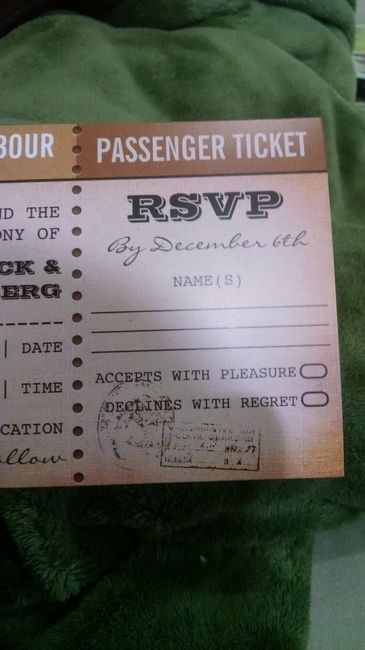 BOUR
ND THE
ONY OF
CK &
ERG
| DATE
| TIME
CATION
ollow
PASSENGER TICKET
RSVP
By December 6th
NAME(S)
ACCEPTS WITH PLEASURE
DECLINES WITH REGRET